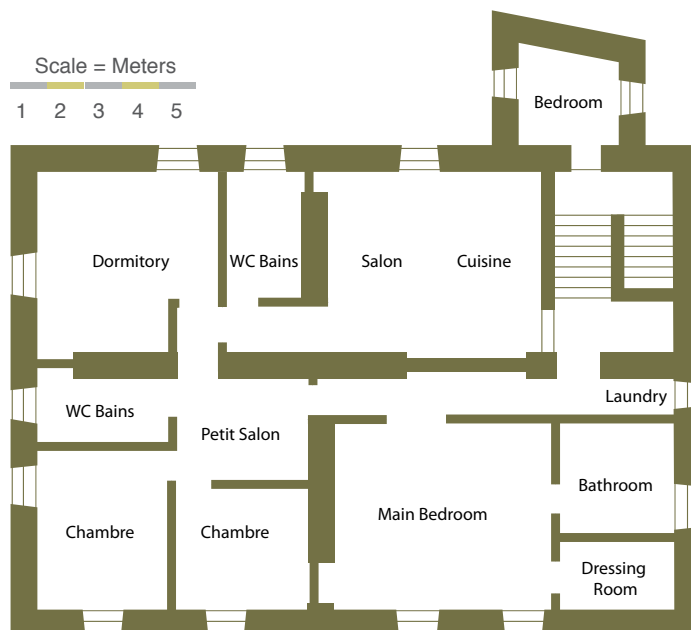 Scale = Meters
1 2 3 4 5
Bedroom
Dormitory
WC Bains
Salon
Cuisine
WC Bains
Laundry
Petit Salon
Bathroom
Main Bedroom
Chambre
Chambre
Dressing
Room